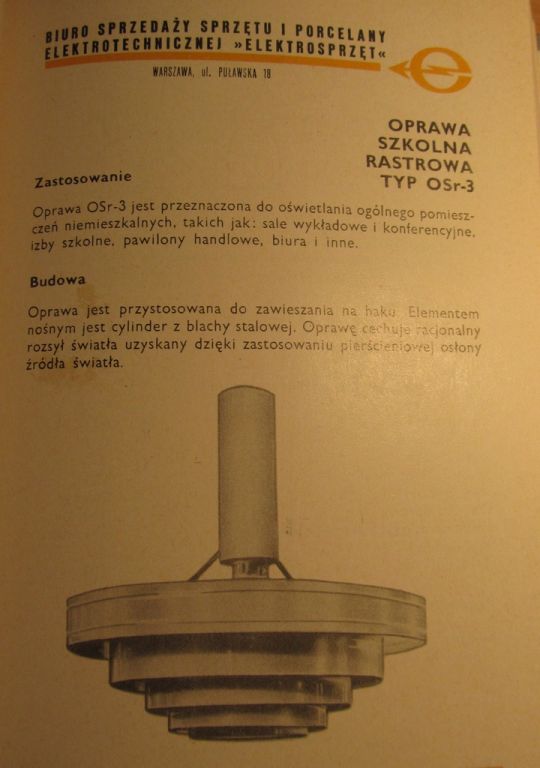 BIURO SPRZEDAŻY SPRZĘTU I PORCELANY
ELEKTROTECHNICZNEJ »ELEKTROSPRZĘT«
WARSZAWA, ul. PUŁAWSKA 18
OPRAWA
SZKOLNA
RASTROWA
TYP OSr-3
Zastosowanie
Oprawa OSr-3 jest przeznaczona do oświetlania ogólnego pomiesz-
czeń niemieszkalnych, takich jak: sale wykładowe i konferencyjne,
izby szkolne, pawilony handlowe, biura i inne.
Budowa
Oprawa jest przystosowana do zawieszania na haku. Elementem
nośnym jest cylinder z blachy stalowej. Oprawę cechuje racjonalny
rozsył światła uzyskany dzięki zastosowaniu pierścieniowej osłony
źródła światła.